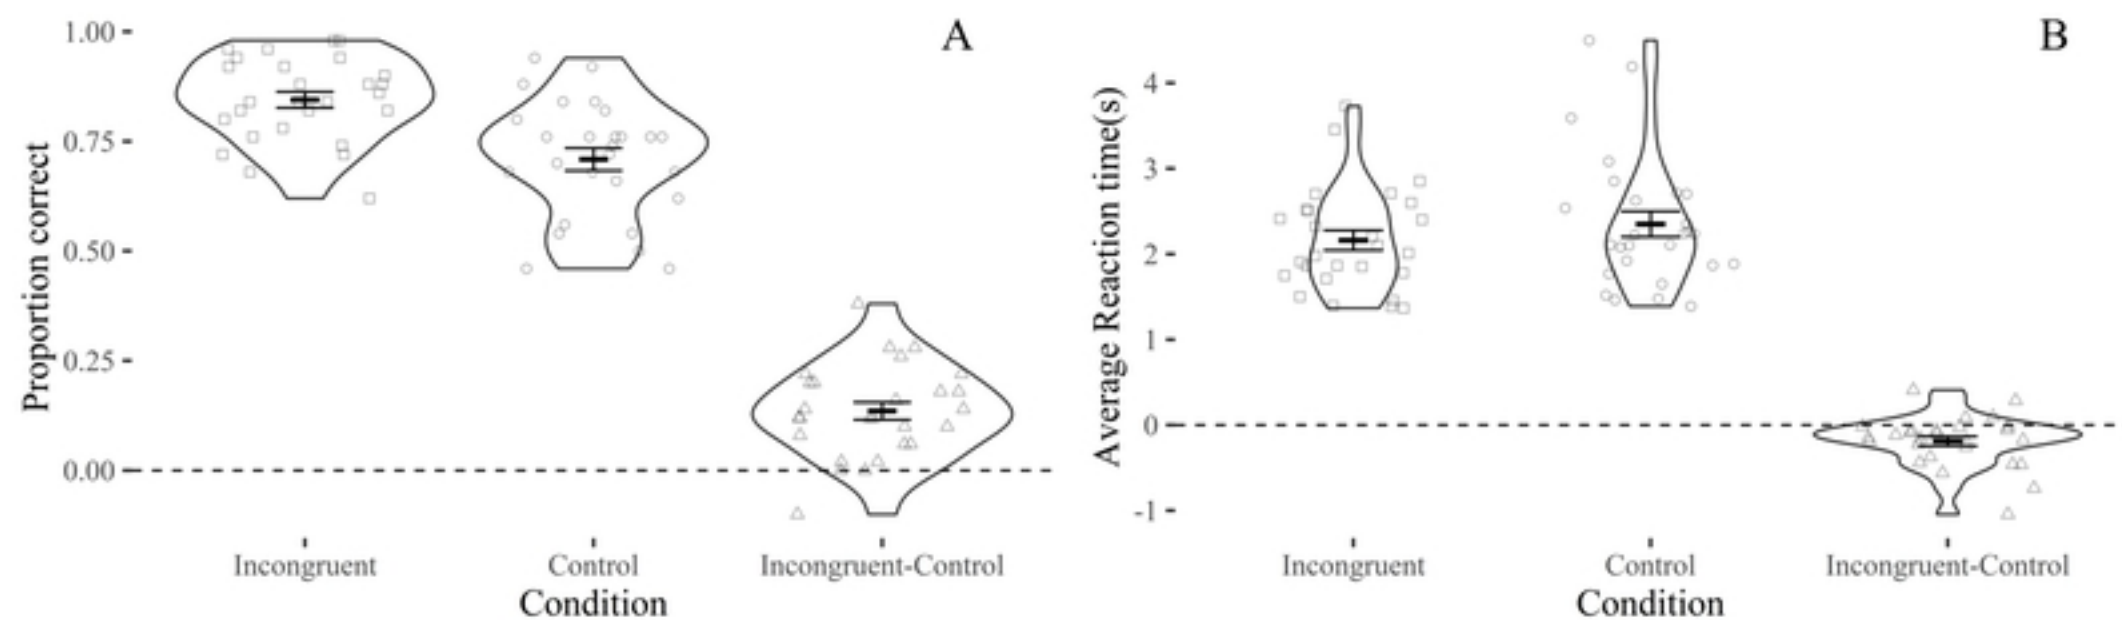 A
Proportion correct
1.00
0.75
0.50
0.25
0.00
Incongruent
Control
Incongruent-Control
Condition
B
Average Reaction time(s)
4
3
2
1
0
-1
Incongruent
Control
Incongruent-Control
Condition